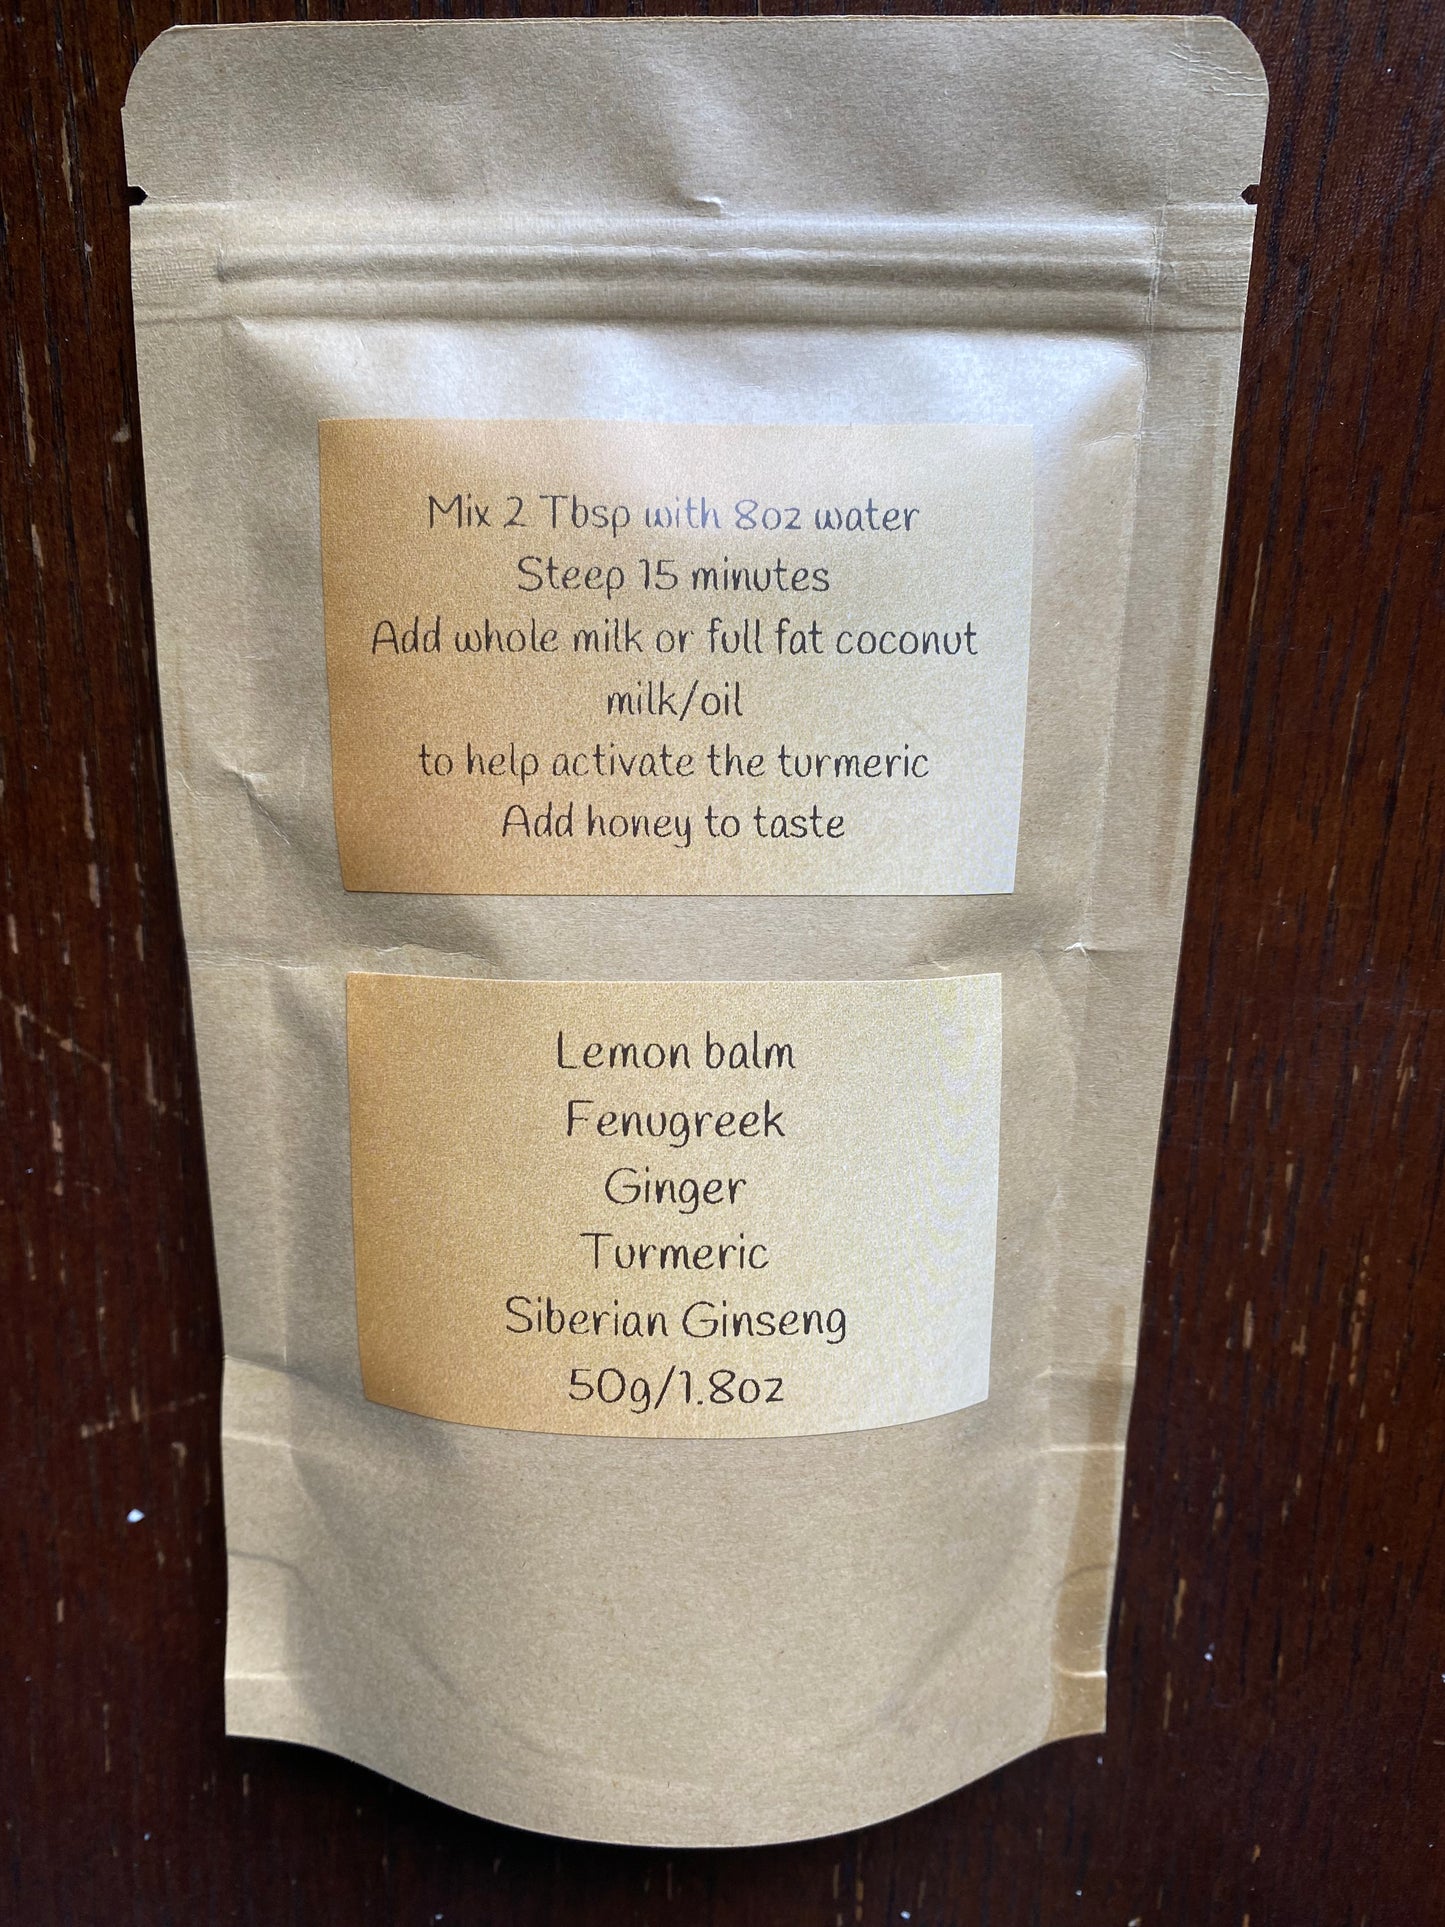 Mix 2 Tbsp with 8oz water
Steep 15 minutes
Add whole milk or full fat coconut
milk/oil
to help activate the turmeric
Add honey to taste
Lemon balm
Fenugreek
Ginger
Turmeric
Siberian Ginseng
50g/1.8oz